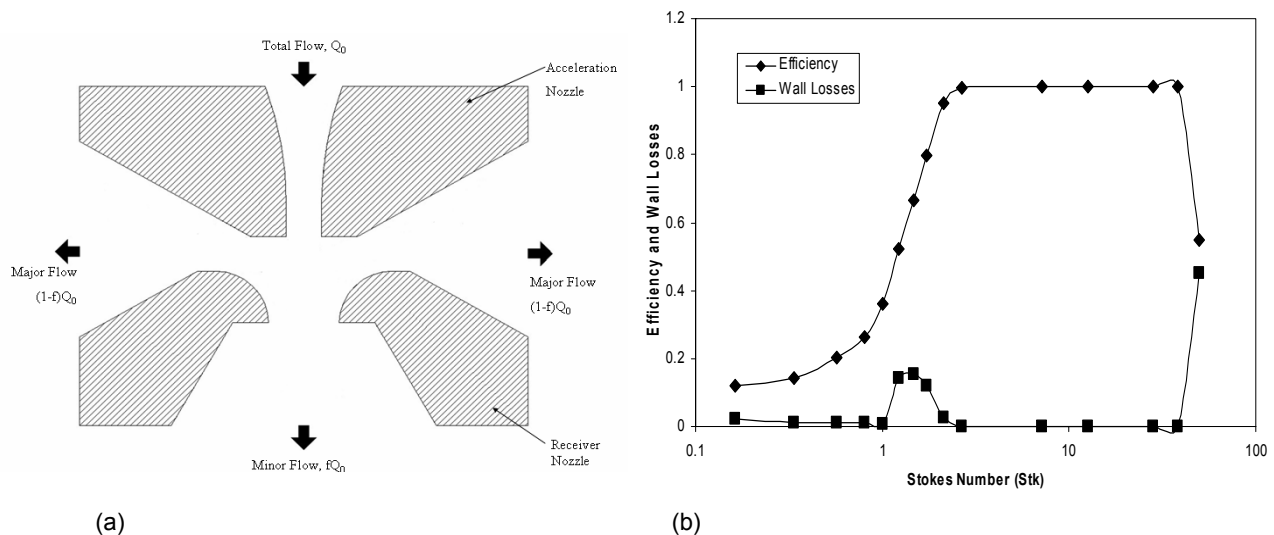 Total Flow, Q₀
Acceleration
Nozzle
Major Flow
(1-f)Q₀
Major Flow
(1-f)Q₀
Receiver
Nozzle
Minor Flow, fQ₀
(a)
1.2
1
0.8
0.6
0.4
0.2
0
Efficiency
Wall Losses
Efficiency and Wall Losses
0.1
1
10
100
Stokes Number (Stk)
(b)